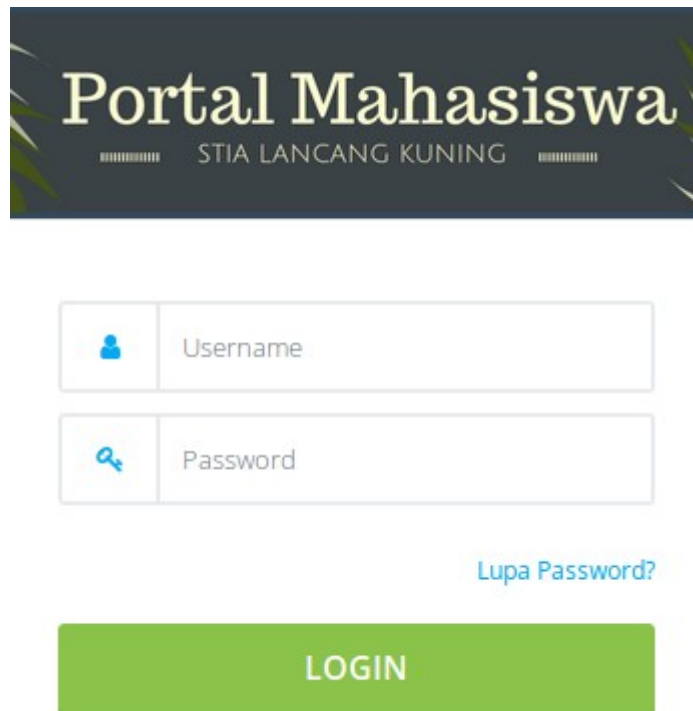 Portal Mahasiswa
STIA LANCANG KUNING
Username
Password
Lupa Password?
LOGIN